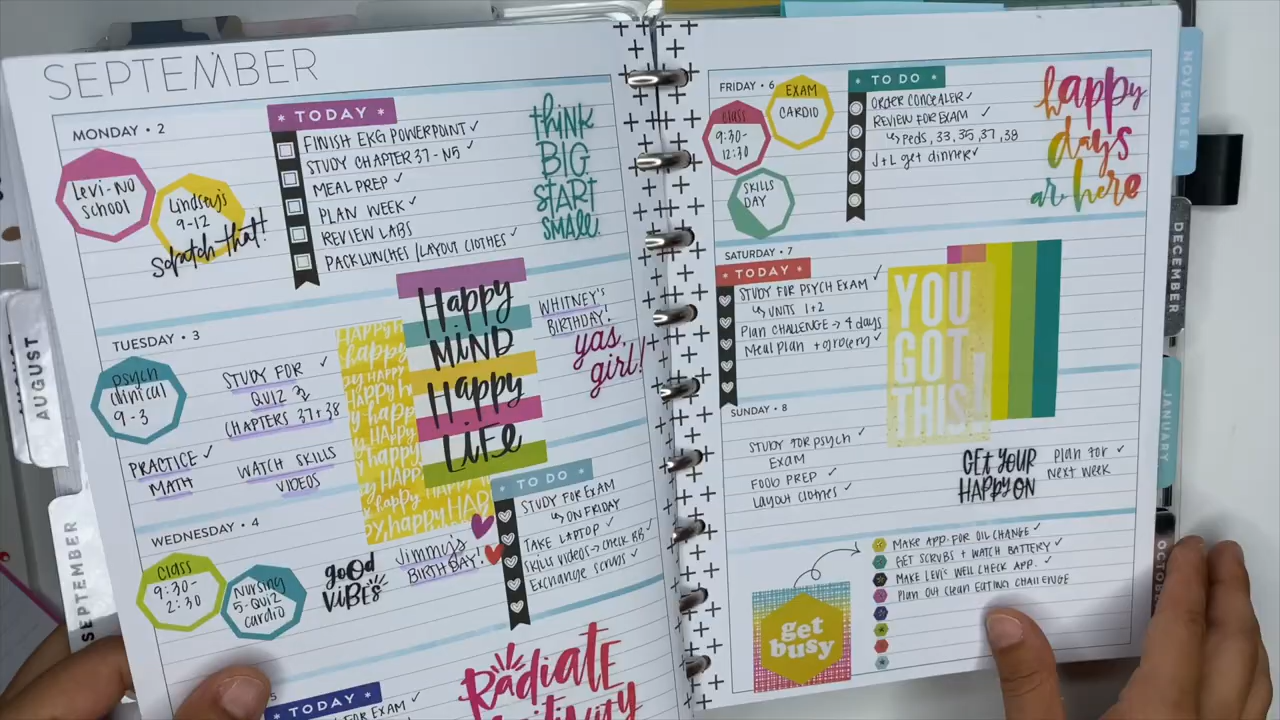 SEPTEMBER
MONDAY • 2
Levi-NO
SCHOOL
Lindsey's
9-12
scratch that!
* TODAY *
FINISH EKG POWERPOINT ✓
STUDY CHAPTER 37 - N5 ✓
MEAL PREP ✓
PLAN WEEK ✓
REVIEW LABS
PACK LUNCHES / LAYOUT CLOTHES ✓
THINK
BIG.
START
SMALL.
TUESDAY • 3
psych
clinical
9-3
STUDY FOR
QUIZ
CHAPTERS 37+38
PRACTICE ✓
MATH
WATCH SKILLS
VIDEOS
Happy
MiND
Happy
LiFE
WHITNEY'S
BIRTHDAY!
yas,
girl!
WEDNESDAY • 4
Class
9:30-
2:30
Nursing
5-QUIZ
cardio
good
ViBES
Jimmy's
BIRTHDAY!
* TO DO *
STUDY FOR EXAM
↳ ON FRIDAY
TAKE LAPTOP ✓
SKILLS VIDEOS → CHECK BB ✓
Exchange scrubs ✓
5
* TODAY *
FOR EXAM ✓
RADiATE
FRIDAY • 6
Class
9:30-
12:30
EXAM
CARDIO
SKILLS
DAY
* TO DO *
ORDER CONCEALER ✓
REVIEW FOR EXAM ✓
↳ Peds, 33, 35, 37, 38
J+L get dinner ✓
happy
days
ar here
SATURDAY • 7
* TODAY *
STUDY FOR PSYCH EXAM ✓
↳ UNITS 1+2
Plan CHALLENGE → 4 days
Meal Plan + grocery ✓
YOU
GOT
THIS!
SUNDAY • 8
STUDY FOR PSYCH ✓
EXAM
FOOD PREP ✓
Layout clothes ✓
GET YOUR
HAPPY ON
Plan for ✓
next week
get
busy
MAKE APP. FOR OIL CHANGE ✓
GET SCRUBS + WATCH BATTERY ✓
MAKE LEVI'S WELL CHECK APP. ✓
PLAN OUT CLEAN EATING CHALLENGE
AUGUST
SEPTEMBER
NOVEMBER
DECEMBER
JANUARY